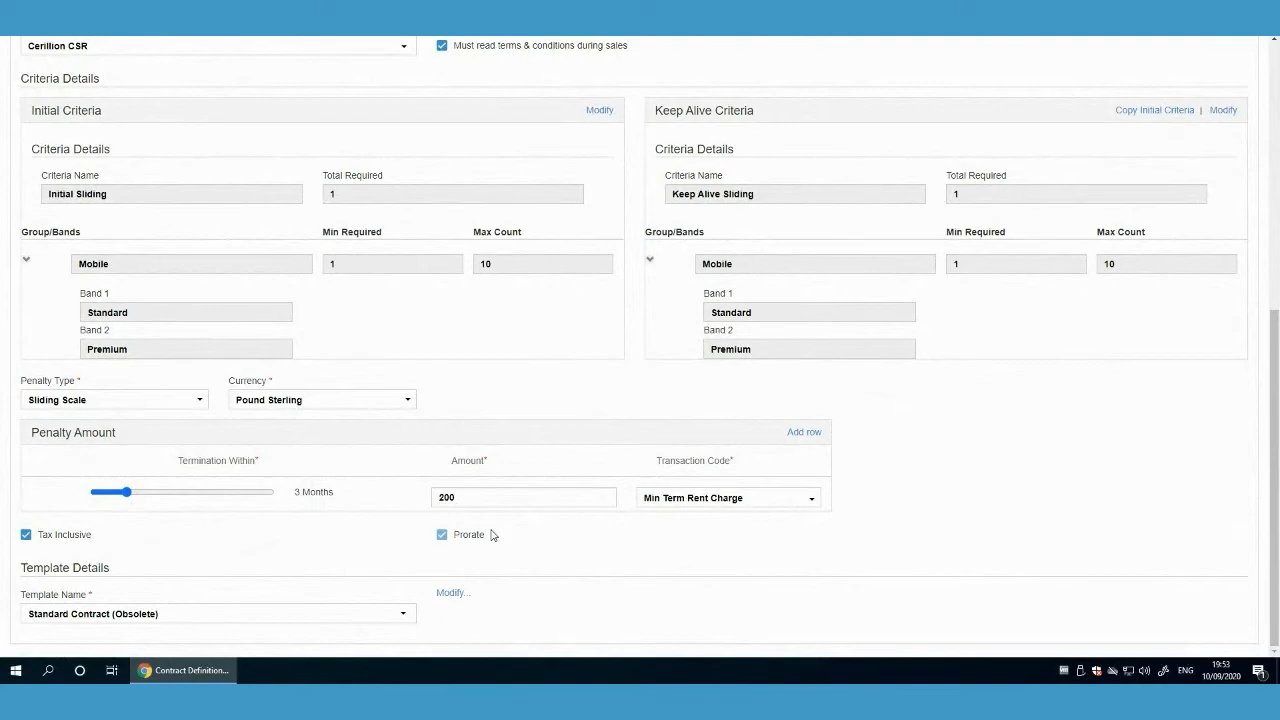 Cerillion CSR
Must read terms & conditions during sales
Criteria Details
Initial Criteria
Modify
Keep Alive Criteria
Copy Initial Criteria | Modify
Criteria Details
Criteria Details
Criteria Name
Total Required
Criteria Name
Total Required
Initial Sliding
1
Keep Alive Sliding
1
Group/Bands
Min Required
Max Count
Group/Bands
Min Required
Max Count
Mobile
1
10
Mobile
1
10
Band 1
Band 1
Standard
Standard
Band 2
Band 2
Premium
Premium
Penalty Type *
Currency *
Sliding Scale
Pound Sterling
Penalty Amount
Add row
Termination Within*
Amount*
Transaction Code*
3 Months
200
Min Term Rent Charge
Tax Inclusive
Prorate
Template Details
Template Name *
Modify...
Standard Contract (Obsolete)
Contract Definition...
ENG
19:53
10/09/2020
1